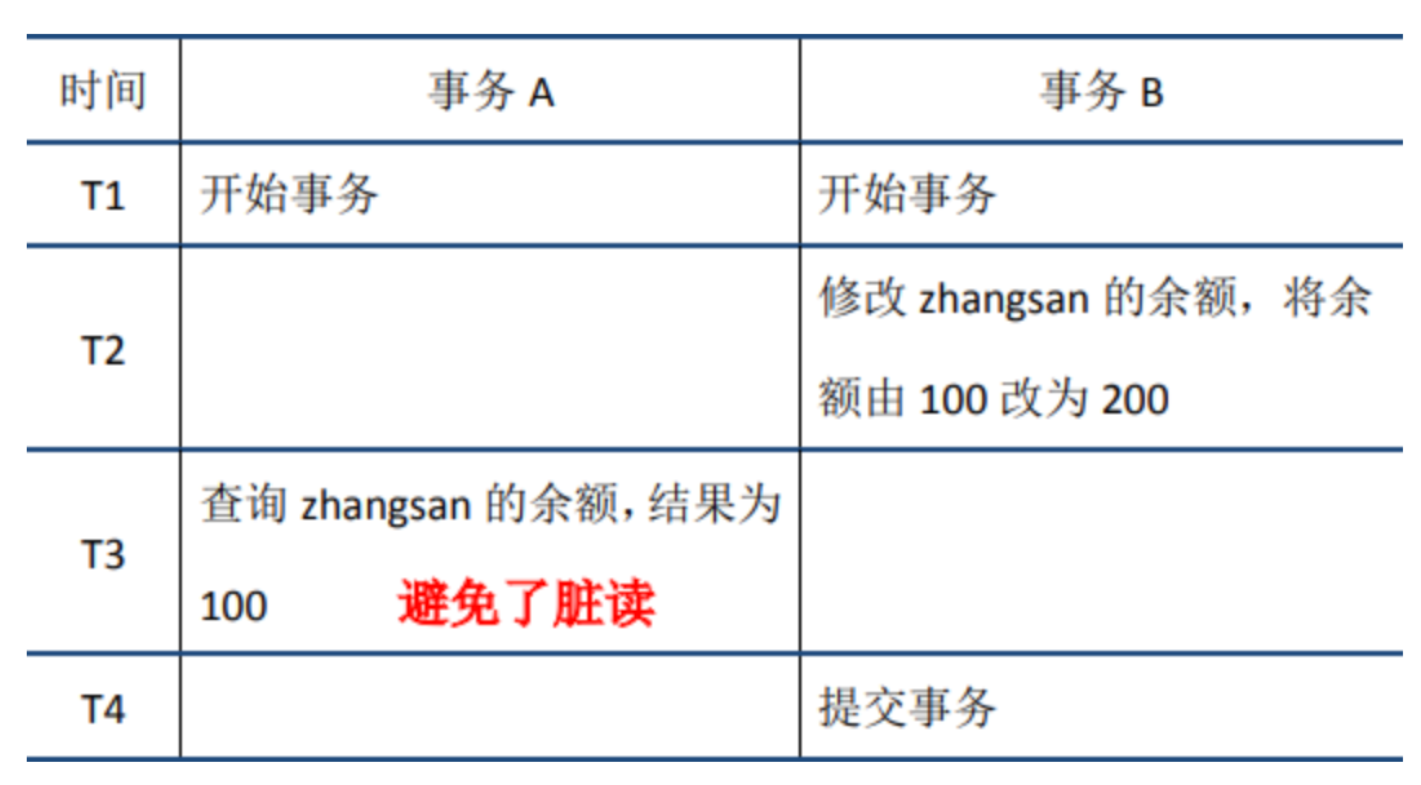 时间 事务 A 事务 B
T1 开始事务 开始事务
T2 修改 zhangsan 的余额，将余
额由 100 改为 200
T3 查询 zhangsan 的余额，结果为
100 避免了脏读
T4 提交事务